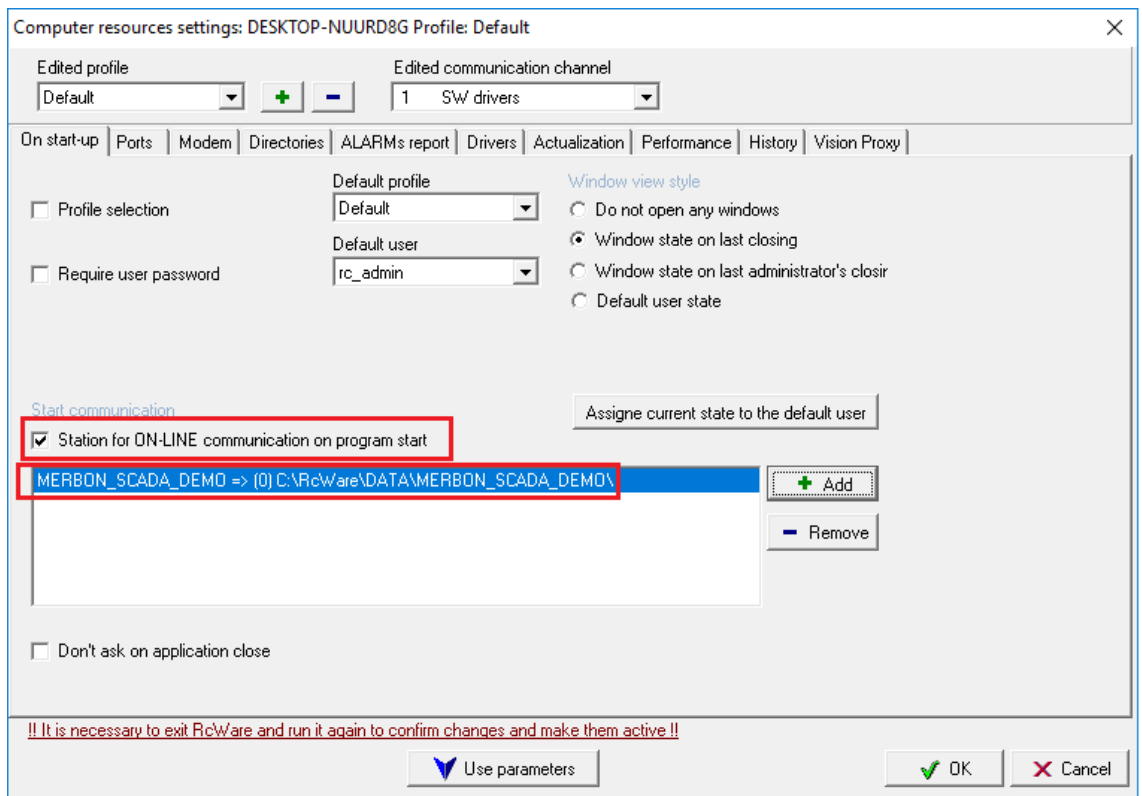 Computer resources settings: DESKTOP-NUURD8G Profile: Default
Edited profile
Edited communication channel
Default
1 SW drivers
On start-up Ports Modem Directories ALARMs report Drivers Actualization Performance History Vision Proxy
Default profile
Window view style
Profile selection
Default
Do not open any windows
Default user
Window state on last closing
Require user password
rc_admin
Window state on last administrator's closir
Default user state
Start communication
Assigne current state to the default user
Station for ON-LINE communication on program start
MERBON_SCADA_DEMO => (0) C:\RcWare\DATA\MERBON_SCADA_DEMO\
Add
Remove
Don't ask on application close
!! It is necessary to exit RcWare and run it again to confirm changes and make them active !!
Use parameters
OK
Cancel